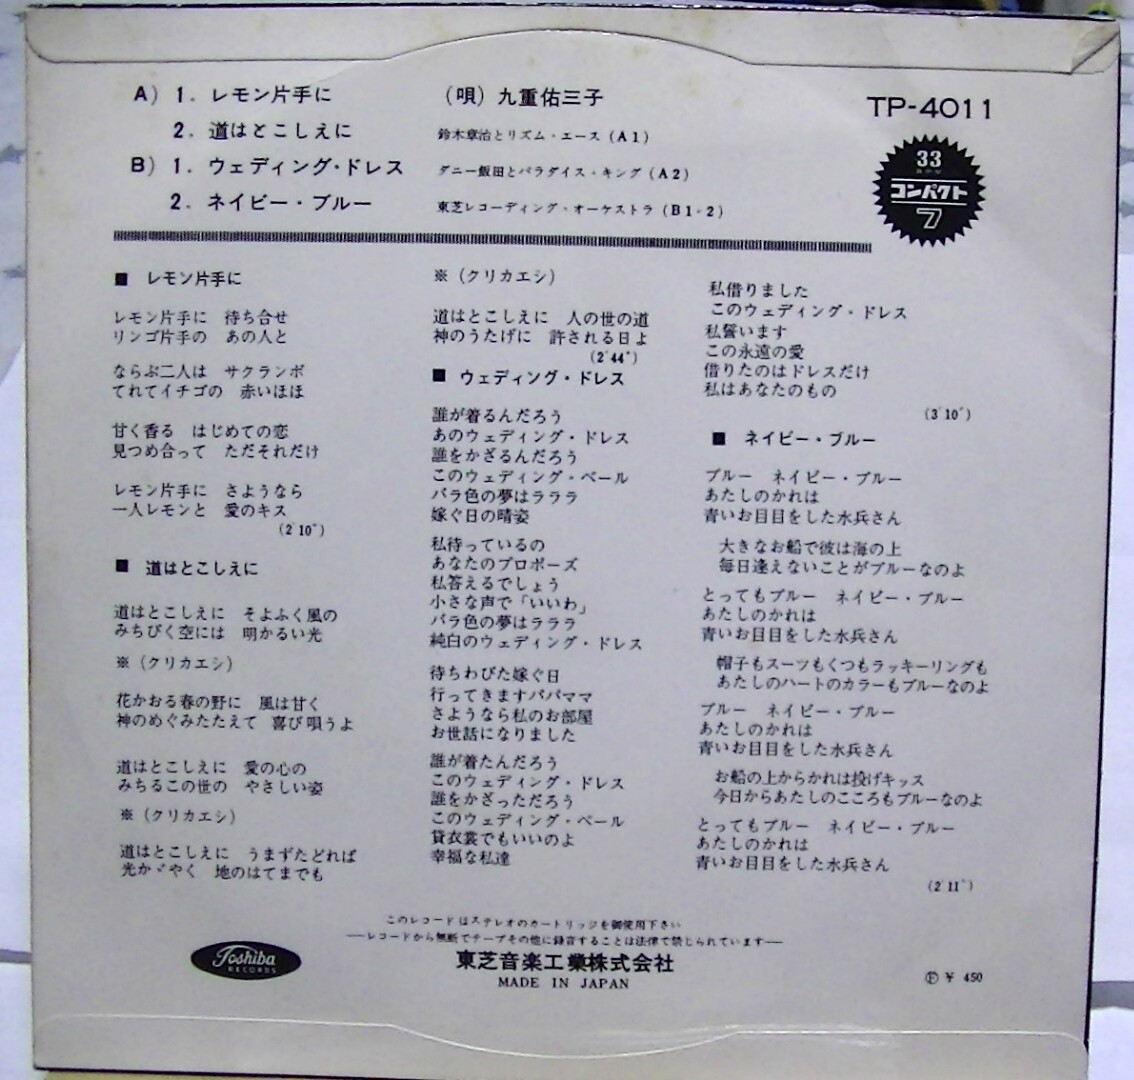 A) 1. レモン片手に (唄) 九重佑三子
2. 道はとこしえに 鈴木章治とリズム・エース (A1)
B) 1. ウェディング・ドレス ダニー飯田とパラダイス・キング (A2)
2. ネイビー・ブルー 東芝レコーディング・オーケストラ (B1-2)
TP-4011
33
RPM
コンパクト
7
■ レモン片手に
レモン片手に 待ち合せ
リンゴ片手の あの人と
ならぶ二人は サクランボ
てれてイチゴの 赤いほほ
甘く香る はじめての恋
見つめ合って ただそれだけ
レモン片手に さようなら
一人レモンと 愛のキス
(2'10")
■ 道はとこしえに
道はとこしえに そよふく風の
みちびく空には 明かるい光
※ (クリカエシ)
花かおる春の野に 風は甘く
神のめぐみたたえて 喜び唄うよ
道はとこしえに 愛の心の
みちるこの世の やさしい姿
※ (クリカエシ)
道はとこしえに うまずたどれば
光かゞやく 地のはてまでも
※ (クリカエシ)
道はとこしえに 人の世の道
神のうたげに 許される日よ
(2'44")
■ ウェディング・ドレス
誰が着るんだろう
あのウェディング・ドレス
誰をかざるんだろう
このウェディング・ベール
バラ色の夢はラララ
嫁ぐ日の晴姿
私待っているの
あなたのプロポーズ
私答えるでしょう
小さな声で「いいわ」
バラ色の夢はラララ
純白のウェディング・ドレス
待ちわびた嫁ぐ日
行ってきますパパママ
さようなら私のお部屋
お世話になりました
誰が着たんだろう
このウェディング・ドレス
誰をかざっただろう
このウェディング・ベール
貸衣裳でもいいのよ
幸福な私達
私借りました
このウェディング・ドレス
私誓います
この永遠の愛
借りたのはドレスだけ
私はあなたのもの
(3'10")
■ ネイビー・ブルー
ブルー ネイビー・ブルー
あたしのかれは
青いお目目をした水兵さん
大きなお船で彼は海の上
毎日逢えないことがブルーなのよ
とってもブルー ネイビー・ブルー
あたしのかれは
青いお目目をした水兵さん
帽子もスーツもくつもラッキーリングも
あたしのハートのカラーもブルーなのよ
ブルー ネイビー・ブルー
あたしのかれは
青いお目目をした水兵さん
お船の上からかれは投げキッス
今日からあたしのこころもブルーなのよ
とってもブルー ネイビー・ブルー
あたしのかれは
青いお目目をした水兵さん
(2'11")
このレコードはステレオのカートリッジを御使用下さい
―レコードから無断でテープその他に録音することは法律で禁じられています―
Toshiba
RECORDS
東芝音楽工業株式会社
MADE IN JAPAN
Ⓟ ¥ 450